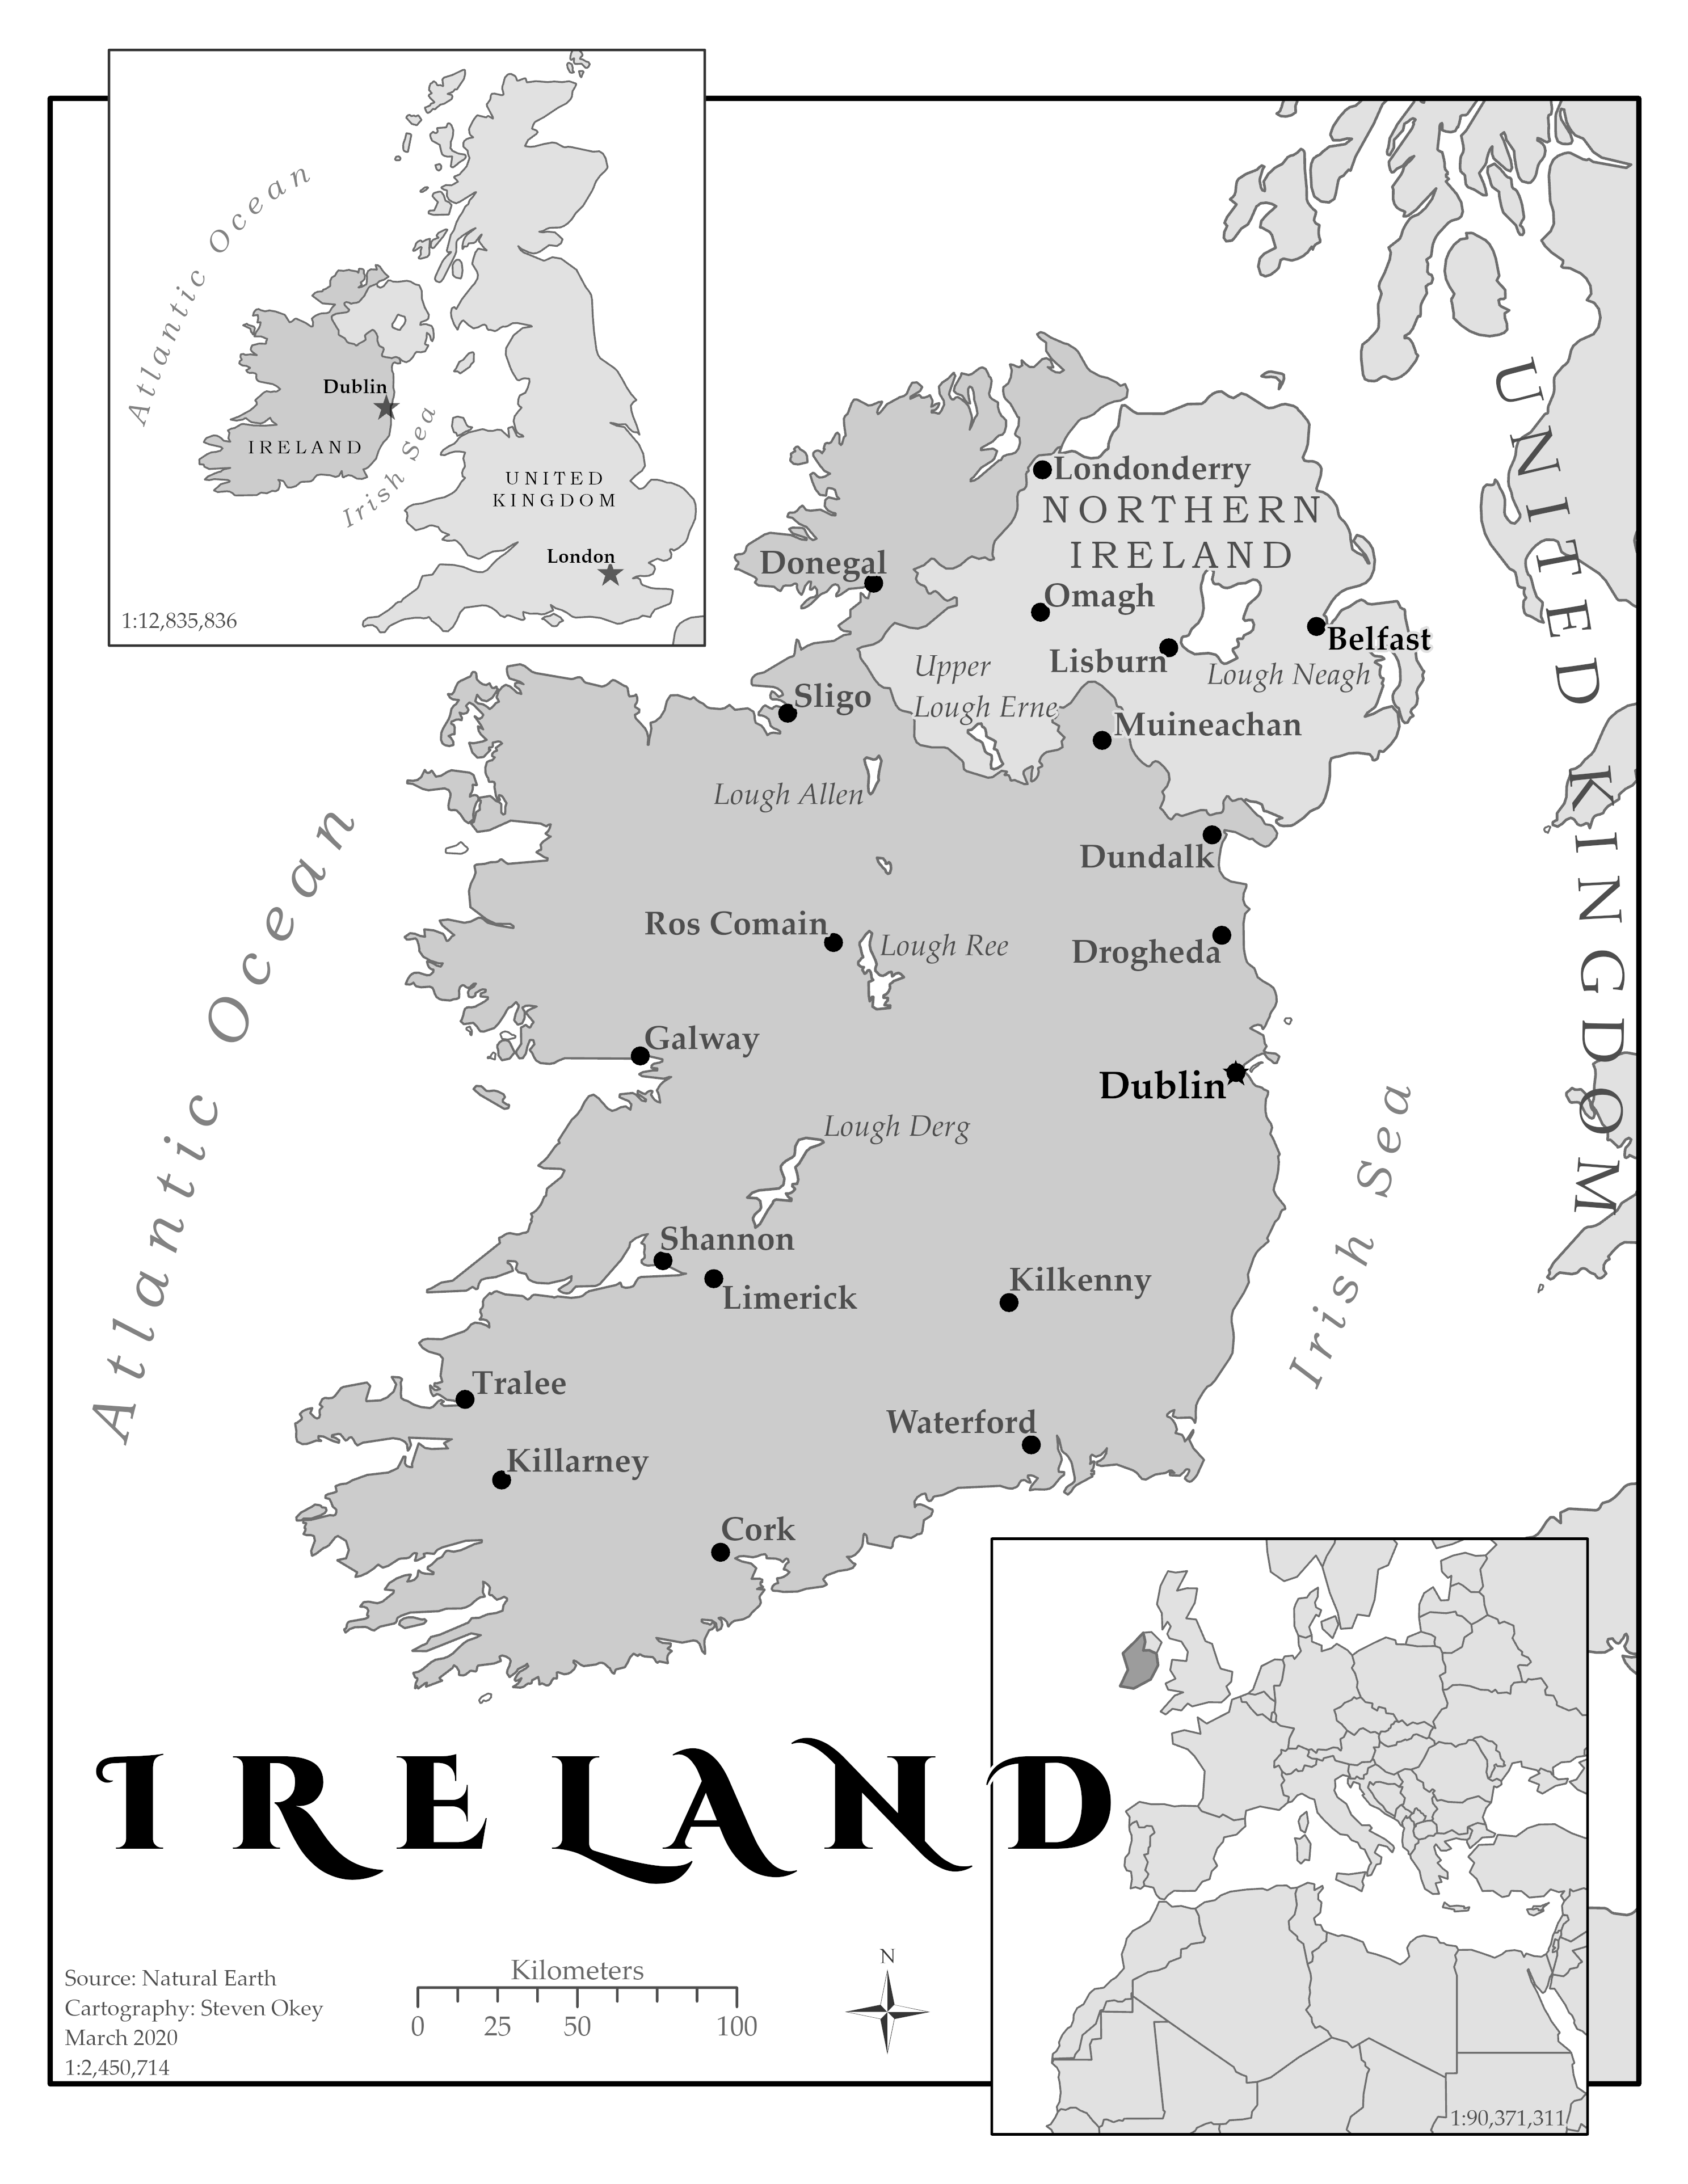 Atlantic Ocean
Dublin
IRELAND
Irish Sea
UNITED
KINGDOM
London
1:12,835,836
UNITED KINGDOM
Londonderry
NORTHERN
IRELAND
Donegal
Omagh
Belfast
Lisburn
Lough Neagh
Upper
Lough Erne
Sligo
Muineachan
Lough Allen
Dundalk
Atlantic Ocean
Ros Comain
Lough Ree
Drogheda
Galway
Dublin
Lough Derg
Irish Sea
Shannon
Limerick
Kilkenny
Tralee
Waterford
Killarney
Cork
IRELAND
Source: Natural Earth
Cartography: Steven Okey
March 2020
1:2,450,714
Kilometers
0 25 50 100
N
1:90,371,311